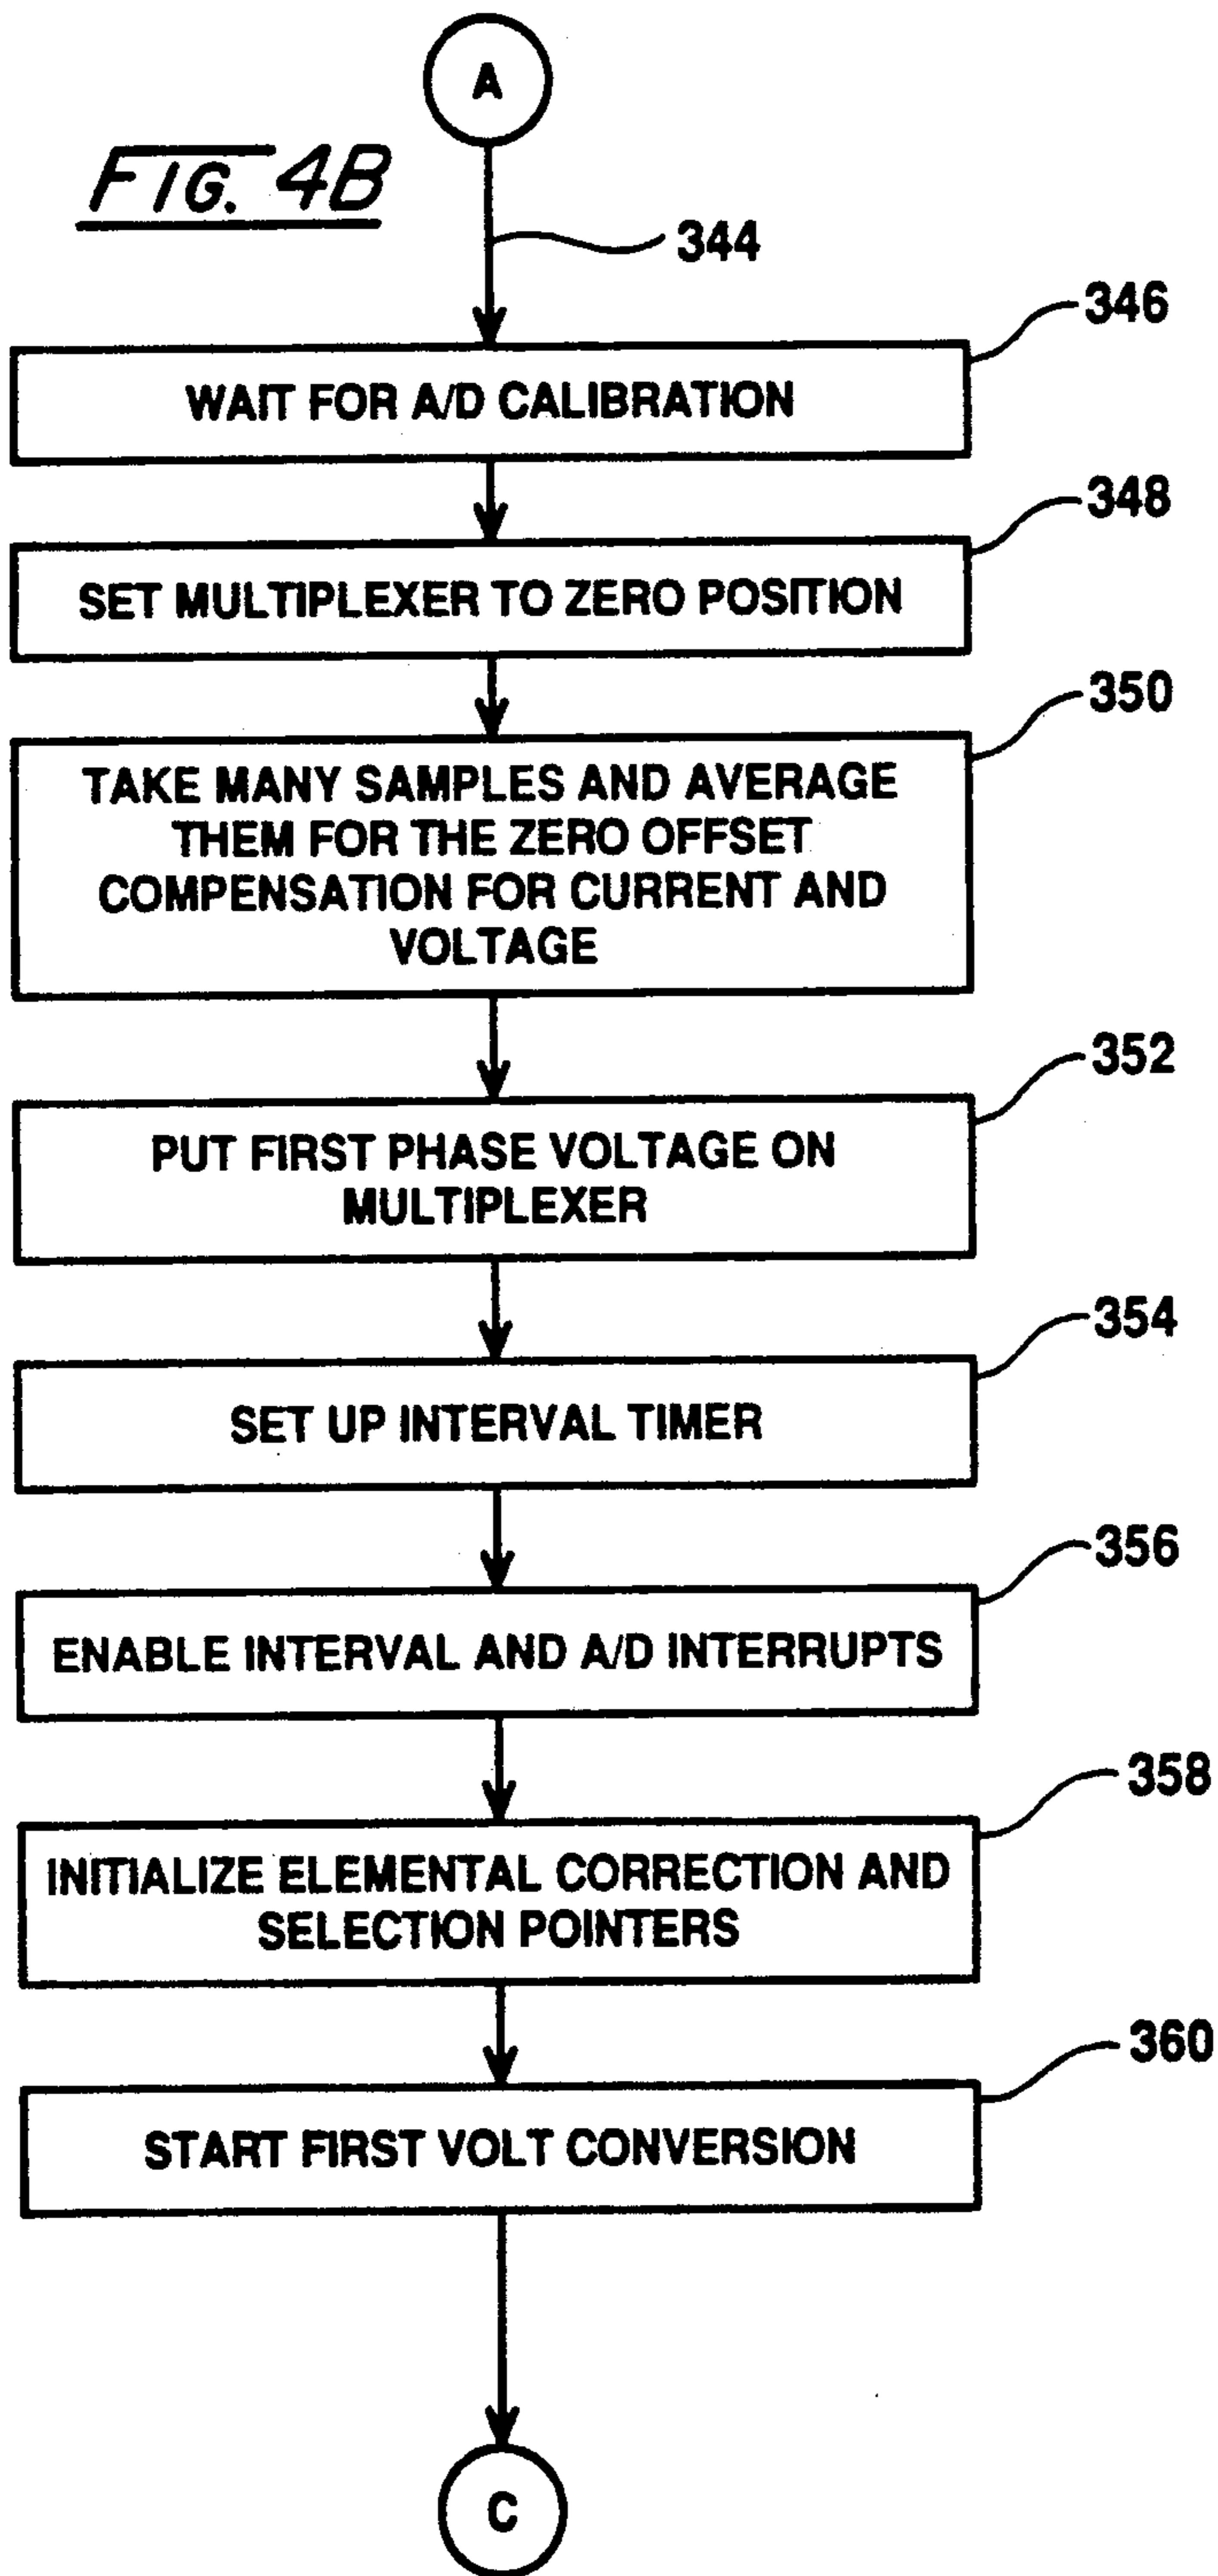 A
FIG. 4B
344
346
WAIT FOR A/D CALIBRATION
348
SET MULTIPLEXER TO ZERO POSITION
350
TAKE MANY SAMPLES AND AVERAGE
THEM FOR THE ZERO OFFSET
COMPENSATION FOR CURRENT AND
VOLTAGE
352
PUT FIRST PHASE VOLTAGE ON
MULTIPLEXER
354
SET UP INTERVAL TIMER
356
ENABLE INTERVAL AND A/D INTERRUPTS
358
INITIALIZE ELEMENTAL CORRECTION AND
SELECTION POINTERS
360
START FIRST VOLT CONVERSION
C